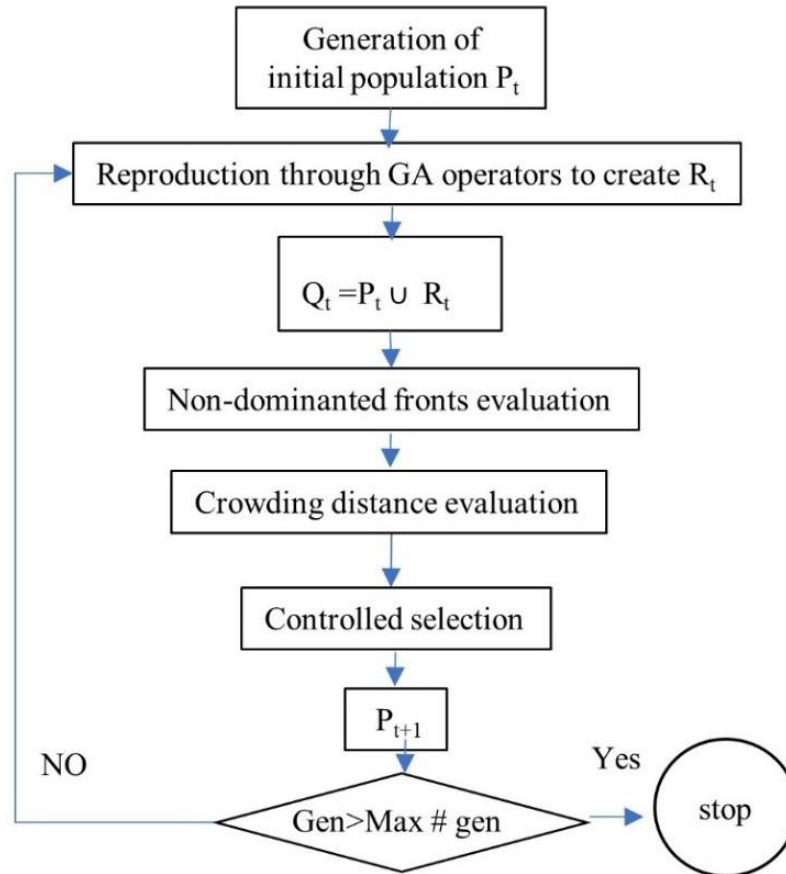 Generation of
initial population Pt
Reproduction through GA operators to create Rt
Qt =Pt ∪ Rt
Non-dominanted fronts evaluation
Crowding distance evaluation
Controlled selection
Pt+1
NO
Yes
Gen>Max # gen
stop